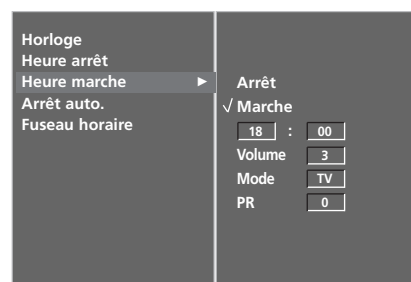 Horloge
Heure arrêt
Heure marche ►
Arrêt auto.
Fuseau horaire
Arrêt
√ Marche
18 : 00
Volume 3
Mode TV
PR 0